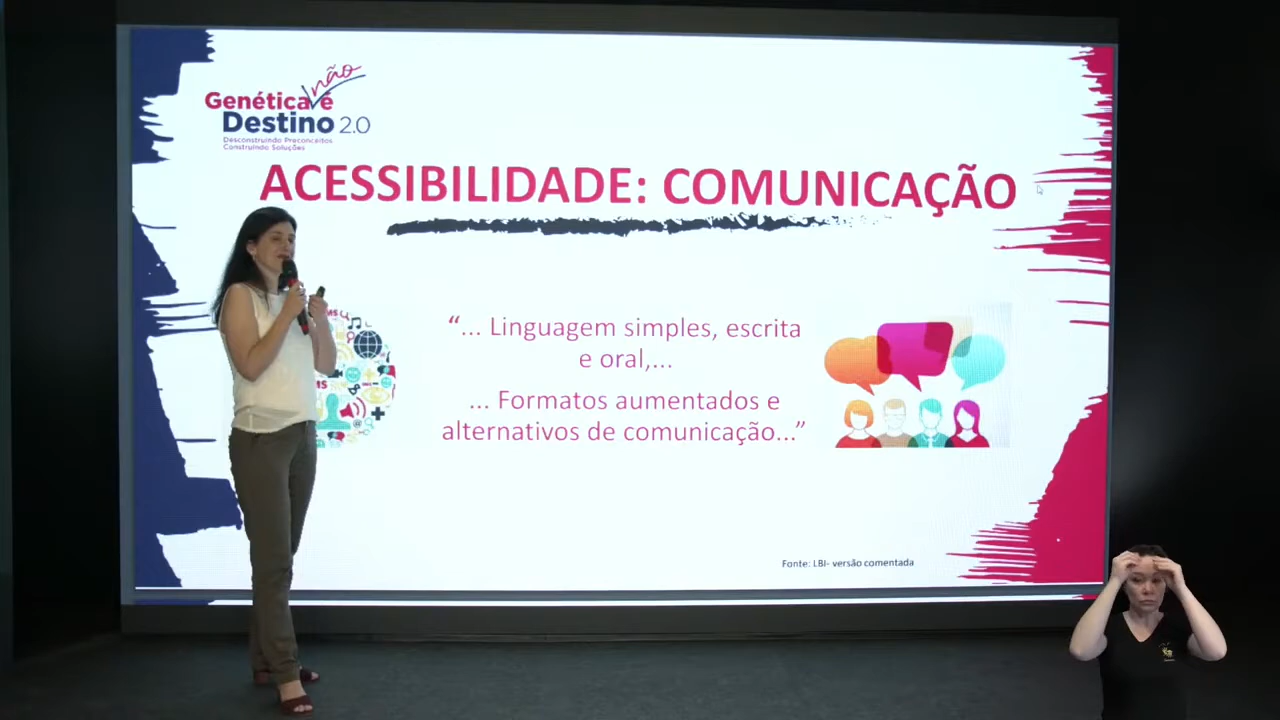 não
Genética é
Destino 2.0
Desconstruindo Preconceitos
Construindo Soluções
ACESSIBILIDADE: COMUNICAÇÃO
“... Linguagem simples, escrita
e oral,...
... Formatos aumentados e
alternativos de comunicação...”
Fonte: LBI- versão comentada